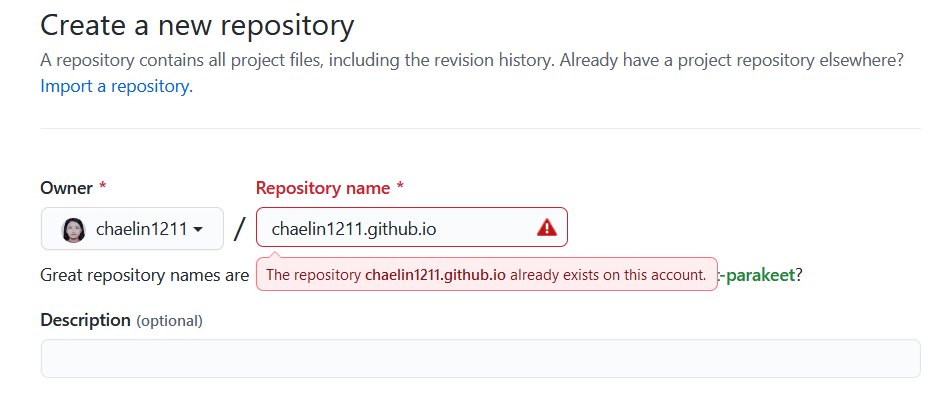 Create a new repository
A repository contains all project files, including the revision history. Already have a project repository elsewhere?
Import a repository.
Owner *
Repository name *
chaelin1211
/
chaelin1211.github.io
Great repository names are
-parakeet?
The repository chaelin1211.github.io already exists on this account.
Description (optional)